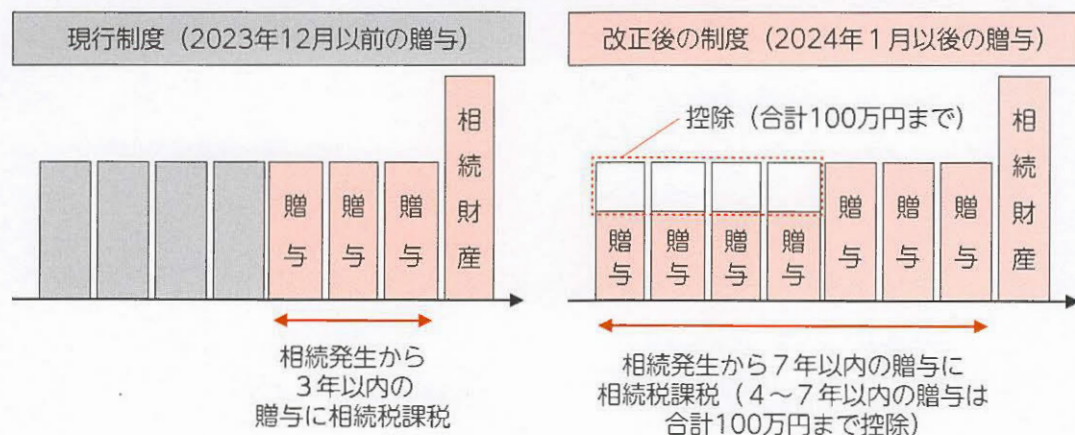 現行制度（2023年12月以前の贈与）
贈与
贈与
贈与
相続財産
相続発生から
３年以内の
贈与に相続税課税
改正後の制度（2024年１月以後の贈与）
控除（合計100万円まで）
贈与
贈与
贈与
贈与
贈与
贈与
贈与
相続財産
相続発生から７年以内の贈与に
相続税課税（４～７年以内の贈与は
合計100万円まで控除）